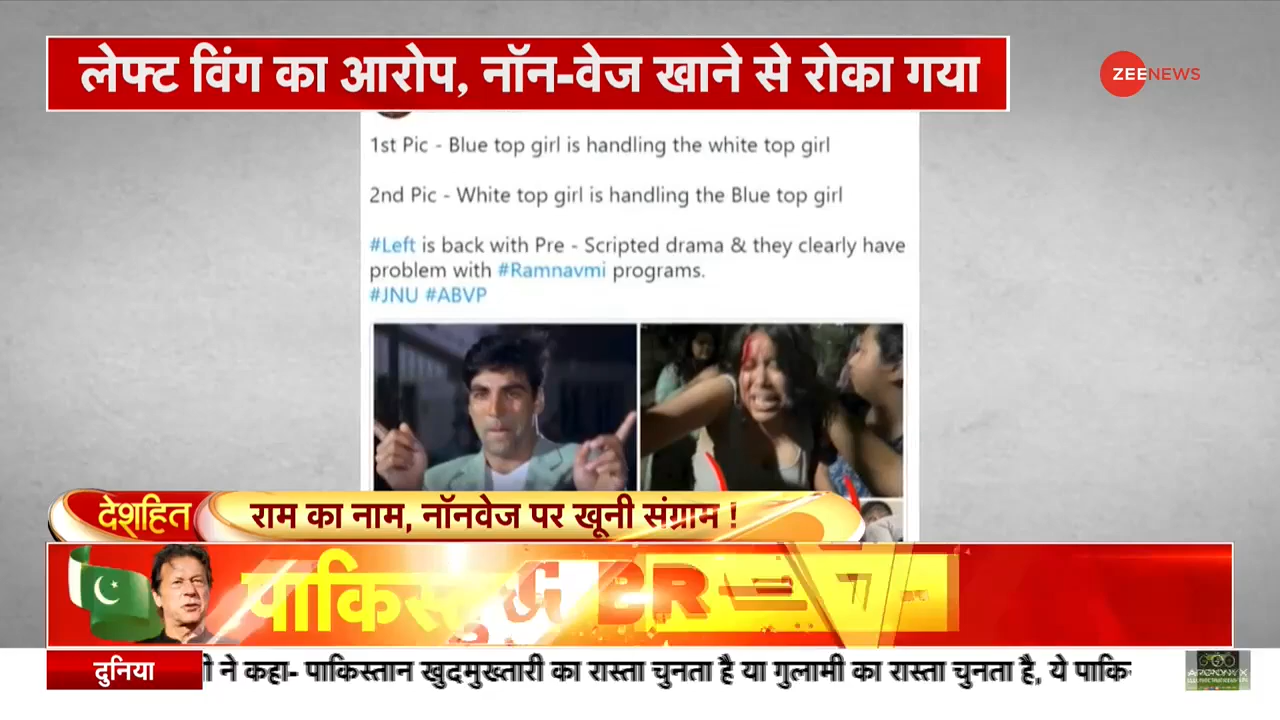 लेफ्ट विंग का आरोप, नॉन-वेज खाने से रोका गया
ZEENEWS
1st Pic - Blue top girl is handling the white top girl
2nd Pic - White top girl is handling the Blue top girl
#Left is back with Pre - Scripted drama & they clearly have
problem with #Ramnavmi programs.
#JNU #ABVP
देशहित
राम का नाम, नॉनवेज पर खूनी संग्राम !
दुनिया
ने कहा- पाकिस्तान खुदमुख्तारी का रास्ता चुनता है या गुलामी का रास्ता चुनता है, ये